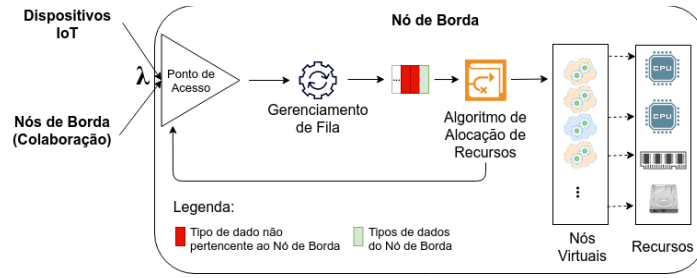 Dispositivos
IoT
Nó de Borda
λ
Ponto de
Acesso
Nós de Borda
(Colaboração)
Gerenciamento
de Fila
...
Algoritmo de
Alocação de
Recursos
CPU
CPU
...
Legenda:
Tipo de dado não
pertencente ao Nó de Borda
Tipos de dados
do Nó de Borda
Nós
Virtuais
Recursos